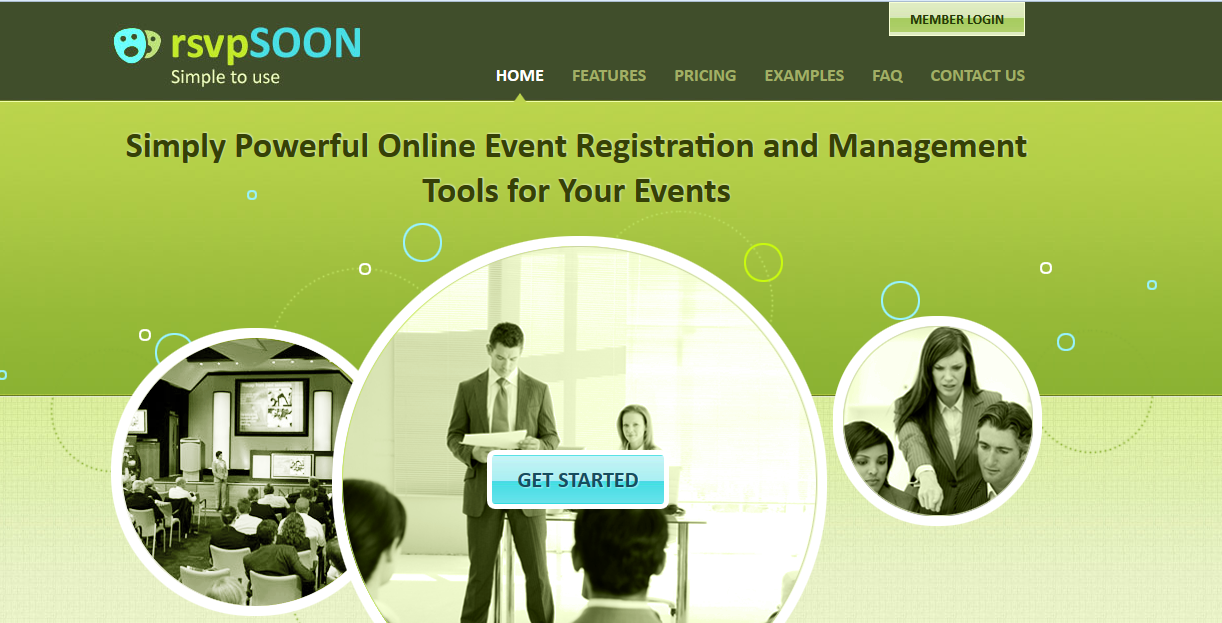 MEMBER LOGIN
rsvpSOON
Simple to use
HOME FEATURES PRICING EXAMPLES FAQ CONTACT US
Simply Powerful Online Event Registration and Management
Tools for Your Events
GET STARTED